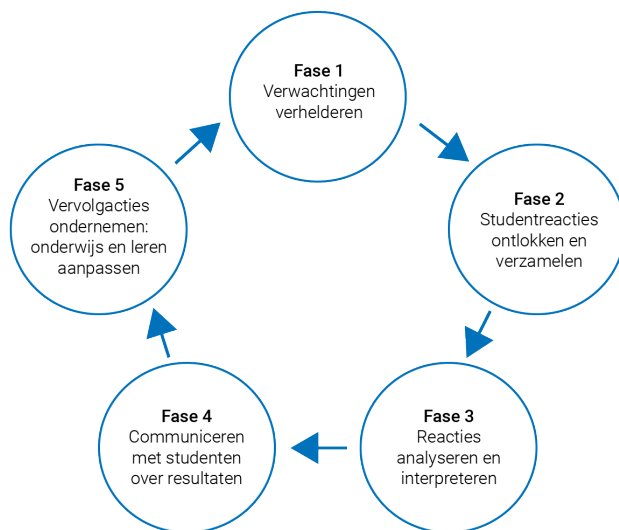 Fase 1
Verwachtingen
verhelderen
Fase 2
Studentreacties
ontlokken en
verzamelen
Fase 3
Reacties
analyseren en
interpreteren
Fase 4
Communiceren
met studenten
over resultaten
Fase 5
Vervolgacties
ondernemen:
onderwijs en leren
aanpassen